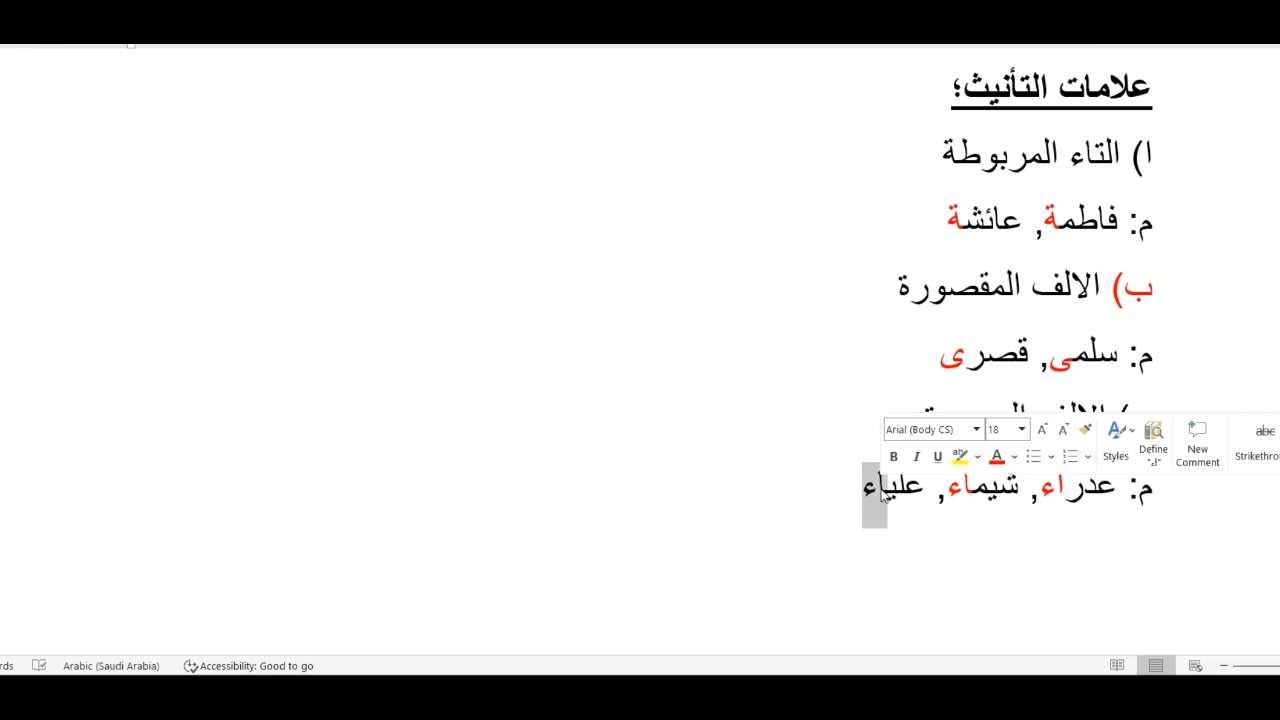 علامات التأنيث؛
ا) التاء المربوطة
م: فاطمة, عائشة
ب) الالف المقصورة
م: سلمى, قصرى
Arial (Body CS) 18
Styles Define "اء" New Comment
م: عدراء, شيماء, علياء
Arabic (Saudi Arabia) Accessibility: Good to go